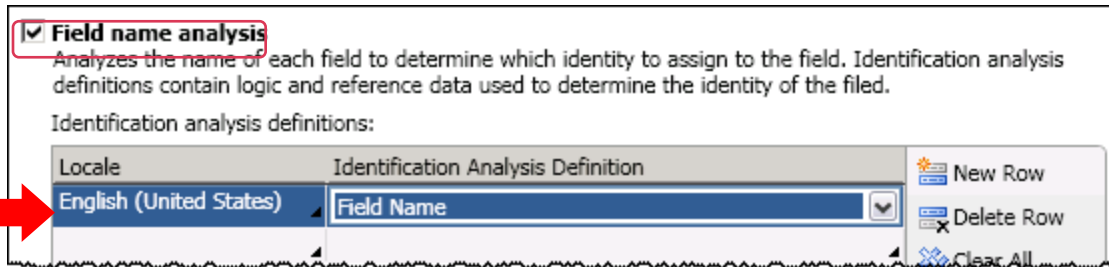 Field name analysis
Analyzes the name of each field to determine which identity to assign to the field. Identification analysis
definitions contain logic and reference data used to determine the identity of the filed.
Identification analysis definitions:
Locale Identification Analysis Definition
New Row
English (United States) Field Name
Delete Row
Clear All